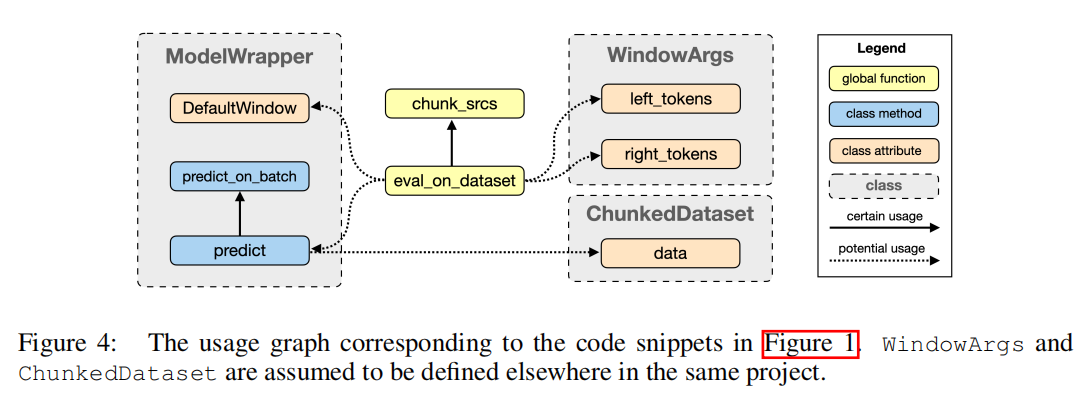 ModelWrapper
DefaultWindow
predict_on_batch
predict
chunk_srcs
eval_on_dataset
WindowArgs
left_tokens
right_tokens
ChunkedDataset
data
Legend
global function
class method
class attribute
class
certain usage
potential usage
Figure 4: The usage graph corresponding to the code snippets in Figure 1. WindowArgs and
ChunkedDataset are assumed to be defined elsewhere in the same project.